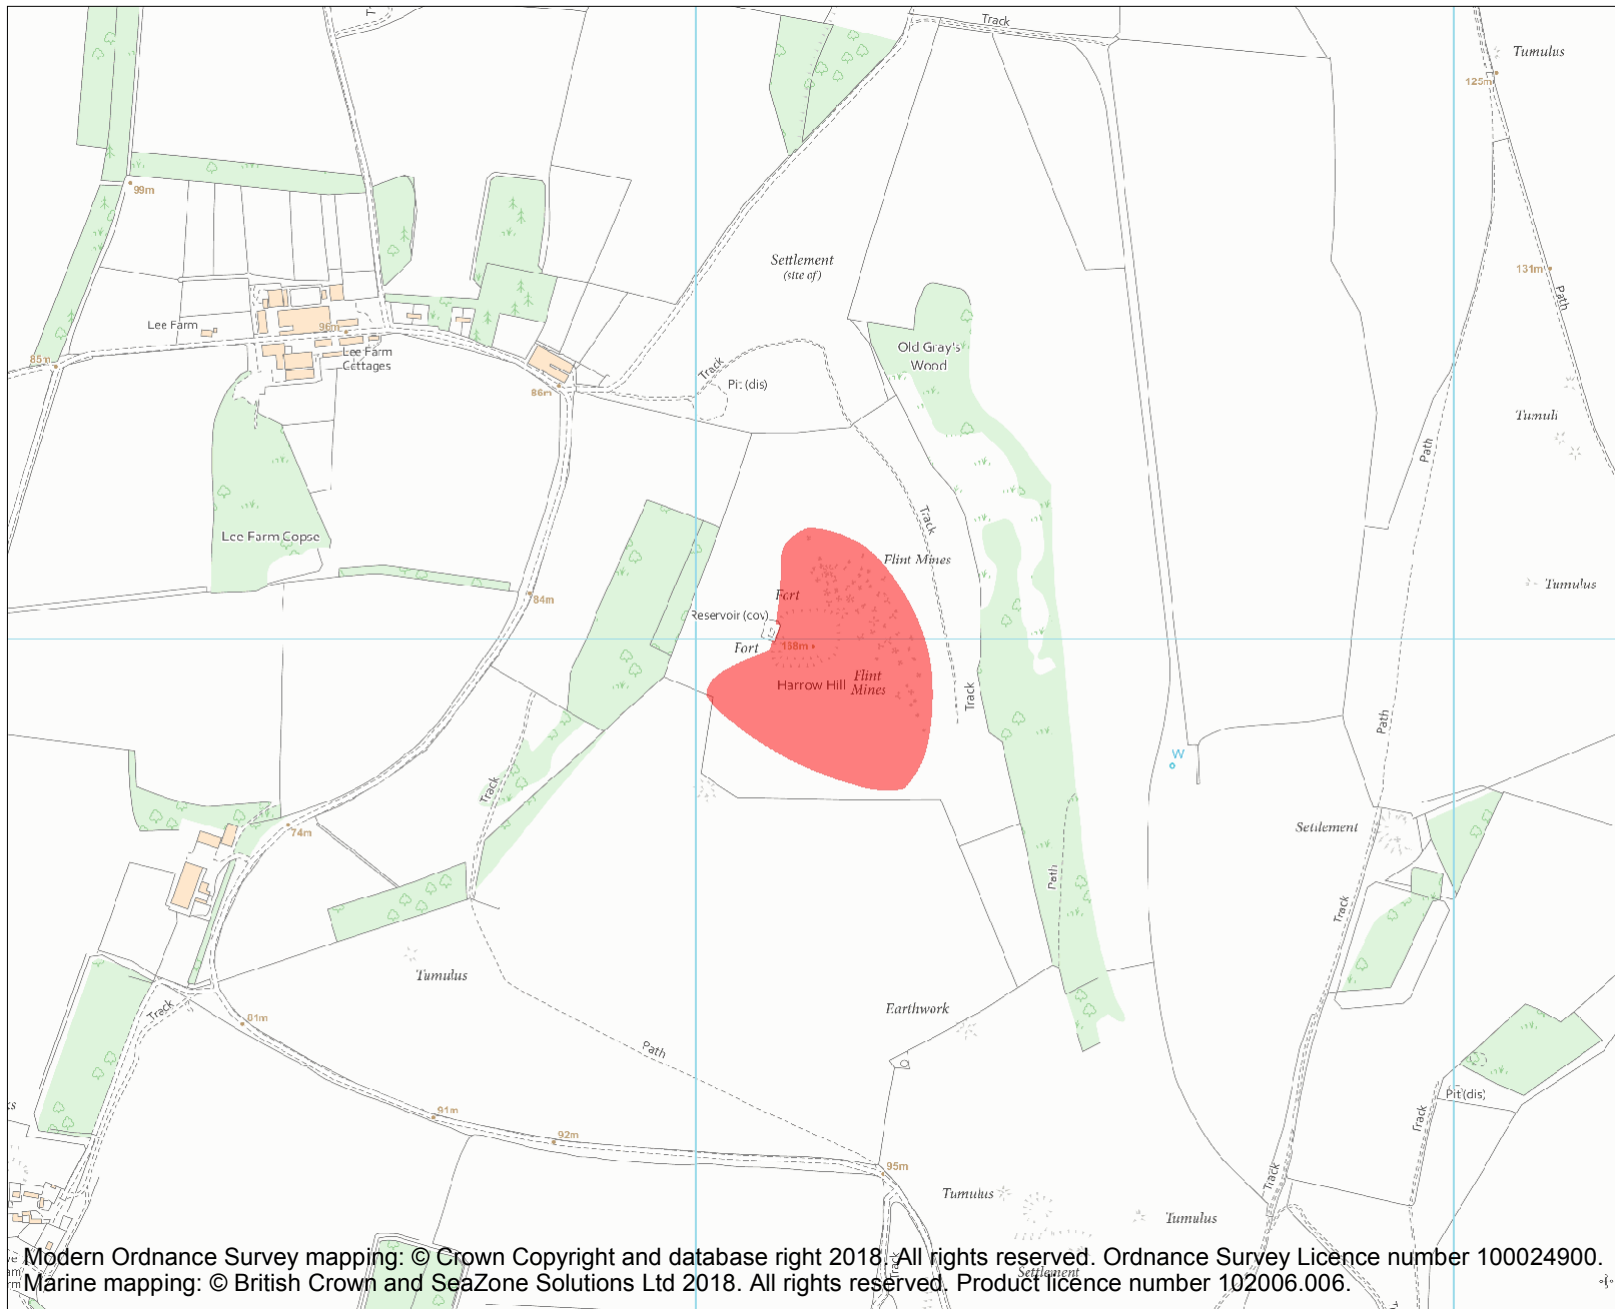 Track
Tumulus
125m
99m
Settlement
(site of)
131m
Path
Lee Farm
96m
Lee Farm
Cottages
85m
Old Gray's
Wood
Track
Pit (dis)
86m
Tumuli
Path
Track
Lee Farm Copse
Flint Mines
Tumulus
Fort
84m
Reservoir (cov)
Fort
168m
Flint
Mines
Harrow Hill
Track
Path
W
Track
74m
Settlement
Path
Track
Tumulus
Track
Earthwork
81m
Path
Pit (dis)
91m
Track
92m
95m
Track
Tumulus
Tumulus
Track
Settlement
Modern Ordnance Survey mapping: © Crown Copyright and database right 2018. All rights reserved. Ordnance Survey Licence number 100024900.
Marine mapping: © British Crown and SeaZone Solutions Ltd 2018. All rights reserved. Product licence number 102006.006.